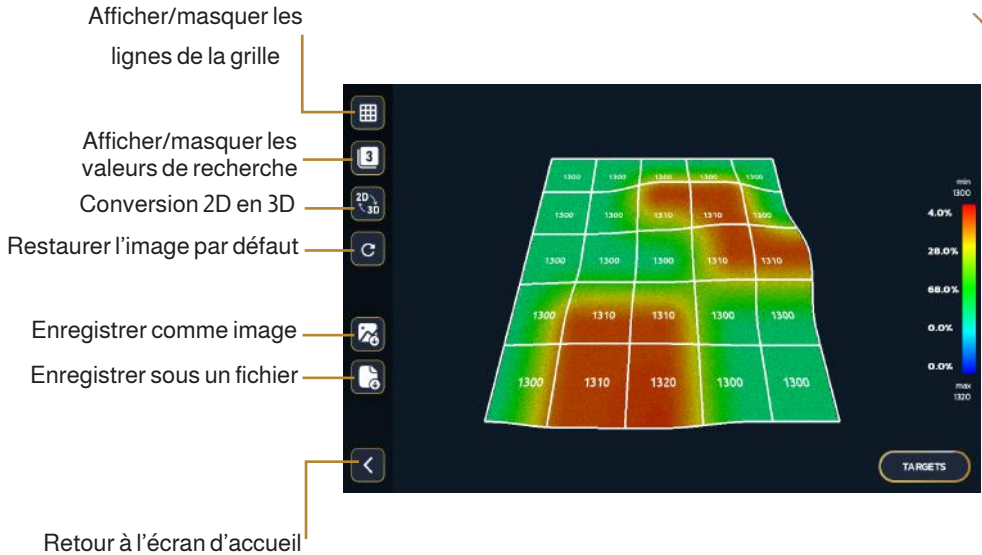 Afficher/masquer les
lignes de la grille
Afficher/masquer les
valeurs de recherche
Conversion 2D en 3D
Restaurer l'image par défaut
Enregistrer comme image
Enregistrer sous un fichier
Retour à l'écran d'accueil
3
2D
3D
1300 1300 1300 1300 1300
1300 1300 1310 1310 1300
1300 1300 1300 1310 1310
1300 1310 1310 1300 1300
1300 1310 1320 1300 1300
min
1300
4.0%
28.0%
68.0%
0.0%
0.0%
max
1320
TARGETS